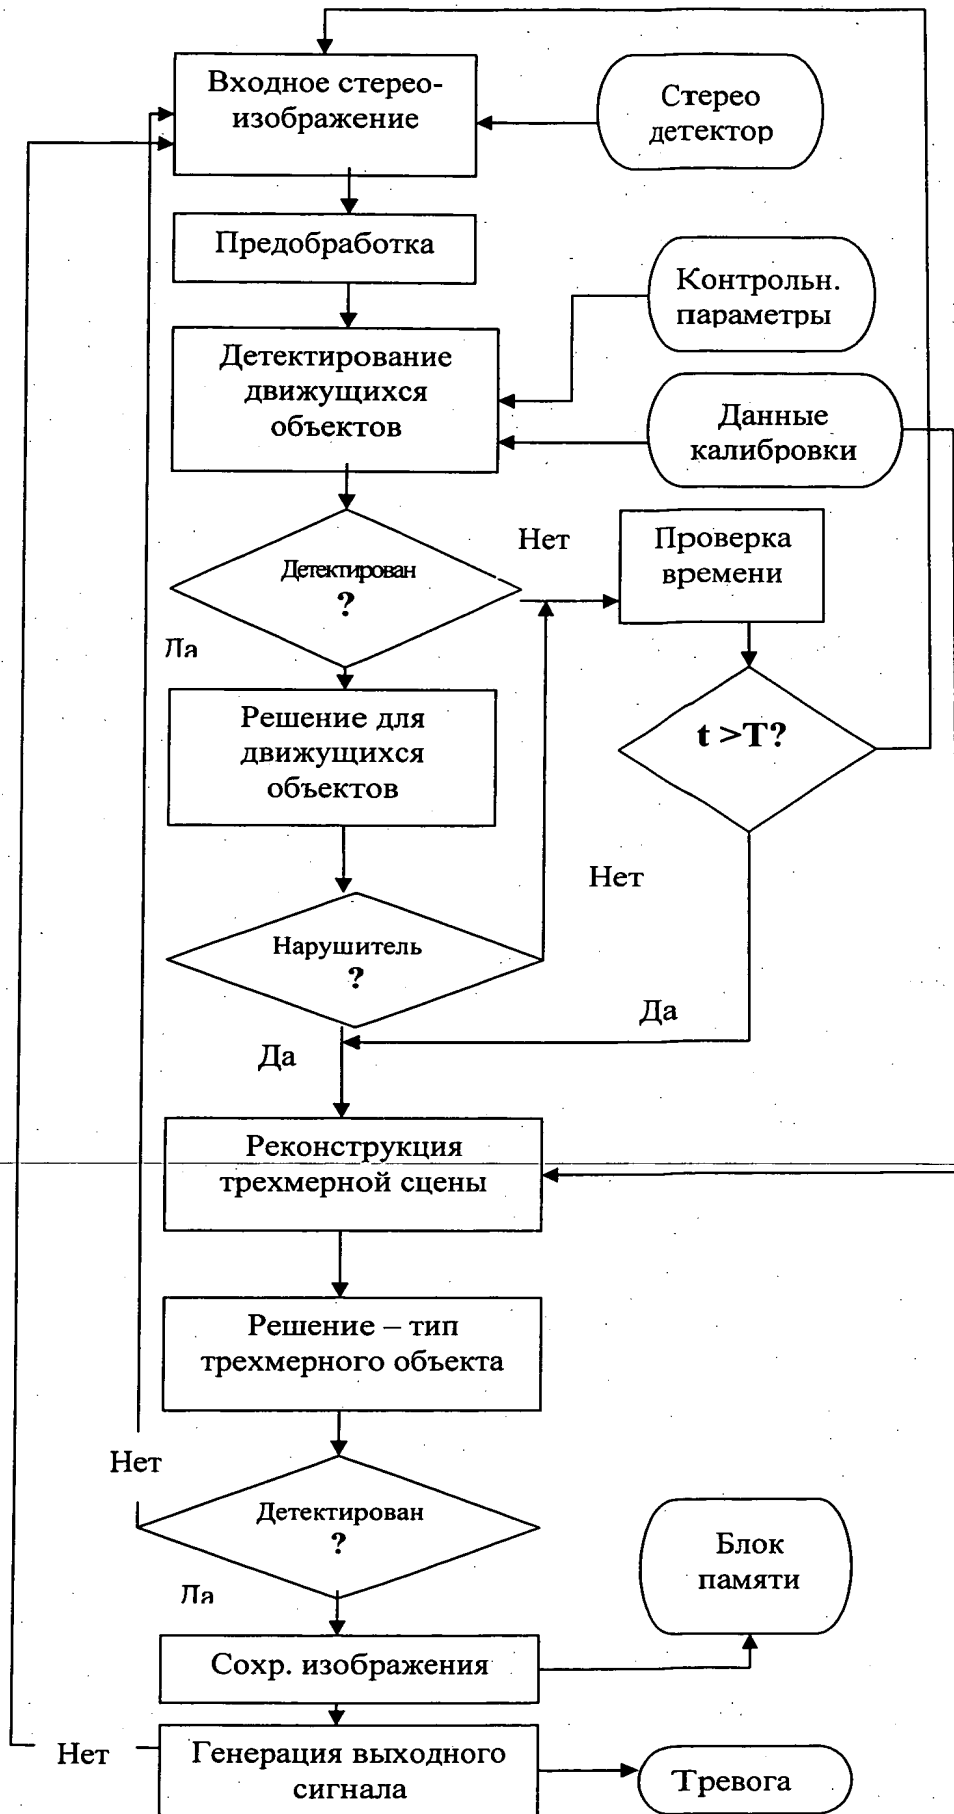 Входное стерео-
изображение
Стерео
детектор
Предобработка
Контрольн.
параметры
Детектирование
движущихся
объектов
Данные
калибровки
Детектирован
?
Нет
Проверка
времени
Да
Решение для
движущихся
объектов
t >T?
Нет
Нарушитель
?
Да
Да
Реконструкция
трехмерной сцены
Решение – тип
трехмерного объекта
Нет
Детектирован
?
Блок
памяти
Да
Сохр. изображения
Нет
Генерация выходного
сигнала
Тревога